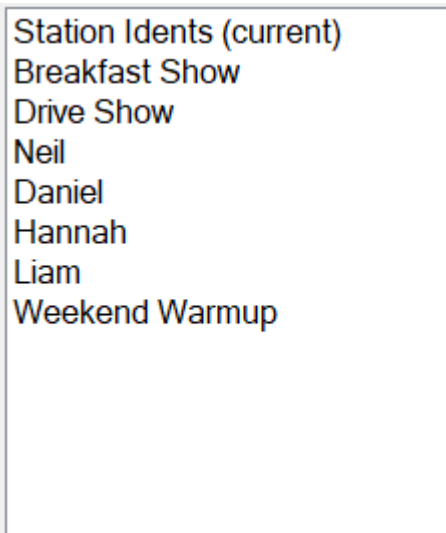 Station Idents (current)
Breakfast Show
Drive Show
Neil
Daniel
Hannah
Liam
Weekend Warmup